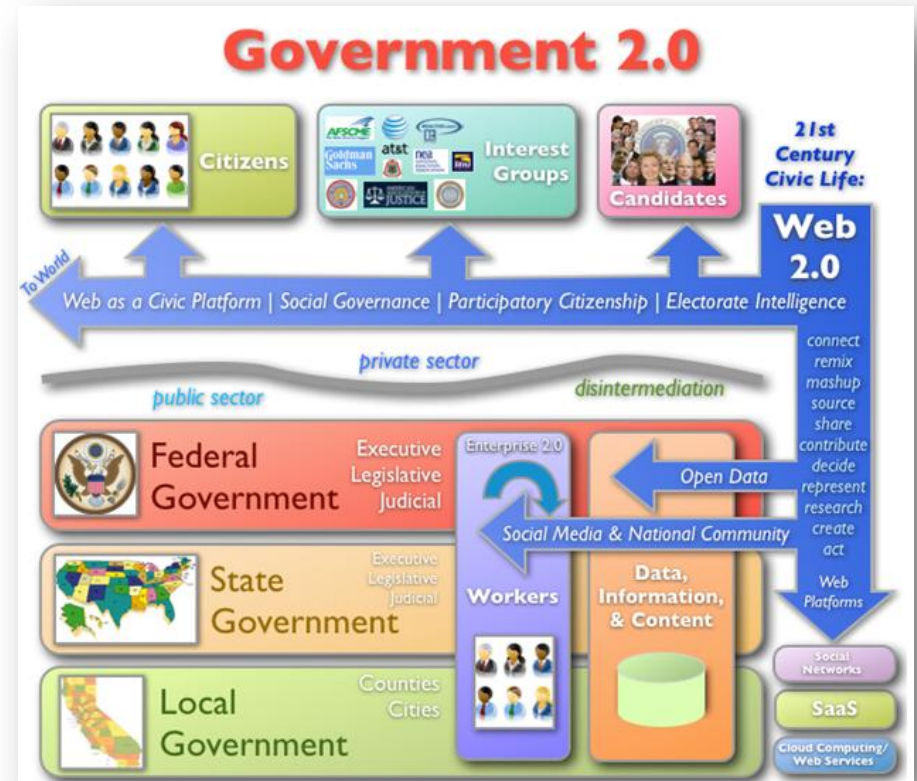 Government 2.0
Citizens
AFSCME
at&t
Goldman
Sachs
nea
JUSTICE
Interest
Groups
Candidates
21st
Century
Civic Life:
Web
2.0
To World
Web as a Civic Platform | Social Governance | Participatory Citizenship | Electorate Intelligence
private sector
public sector
disintermediation
connect
remix
mashup
source
share
contribute
decide
represent
research
create
act
Web
Platforms
Federal
Government
Executive
Legislative
Judicial
Enterprise 2.0
Open Data
Social Media & National Community
State
Government
Executive
Legislative
Judicial
Workers
Data,
Information,
& Content
Local
Government
Counties
Cities
Social
Networks
SaaS
Cloud Computing/
Web Services